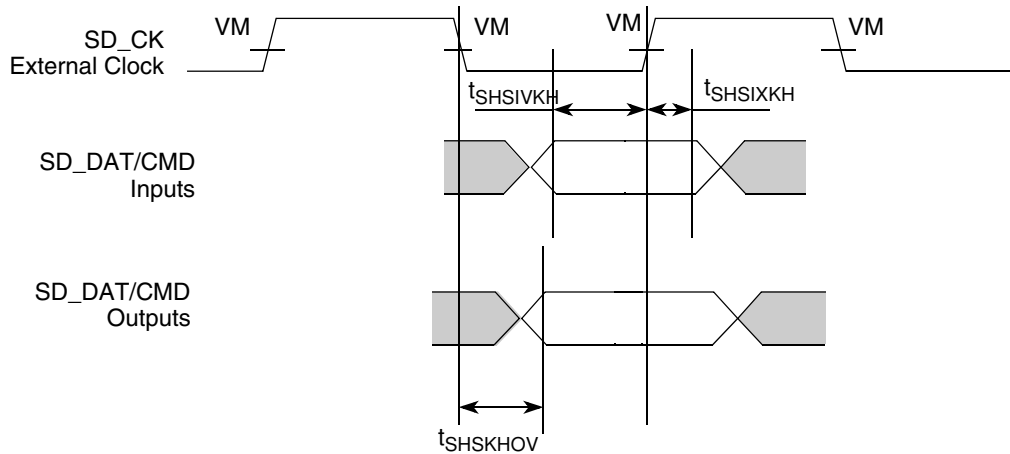 VM
VM
VM
VM
SD_CK
External Clock
tSHSIVKH
tSHSIXKH
SD_DAT/CMD
Inputs
SD_DAT/CMD
Outputs
tSHSKHOV